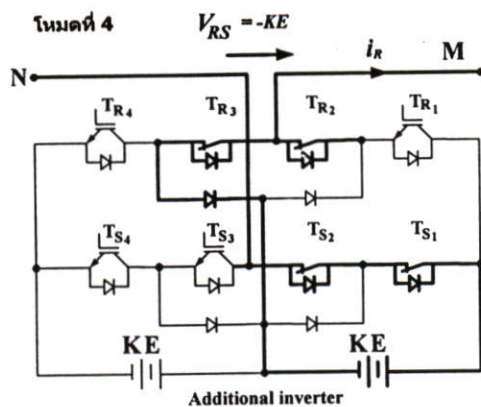 โหมดที่ 4
V_RS = -KE
i_R
M
N
T_R4
T_R3
T_R2
T_R1
T_S4
T_S3
T_S2
T_S1
KE
KE
Additional inverter